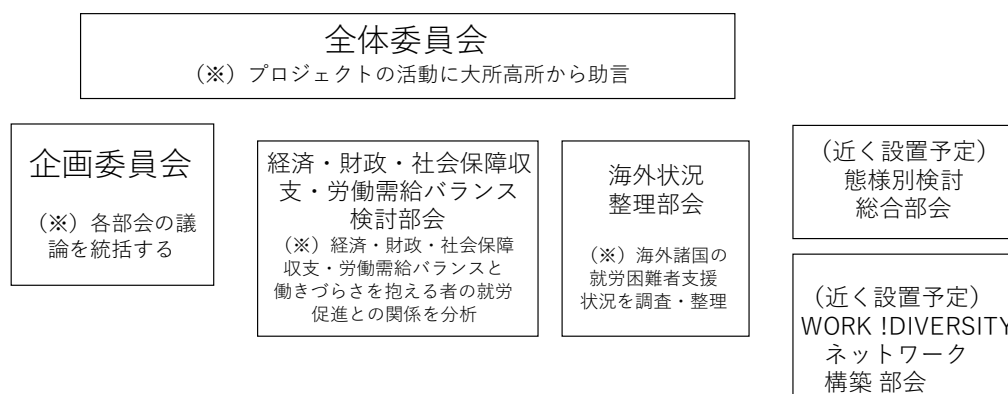 全体委員会
（※）プロジェクトの活動に大所高所から助言
企画委員会
（※）各部会の議
論を統括する
経済・財政・社会保障収
支・労働需給バランス
検討部会
（※）経済・財政・社会保障
収支・労働需給バランスと
働きづらさを抱える者の就労
促進との関係を分析
海外状況
整理部会
（※）海外諸国の
就労困難者支援
状況を調査・整理
（近く設置予定）
態様別検討
総合部会
（近く設置予定）
WORK !DIVERSITY
ネットワーク
構築 部会